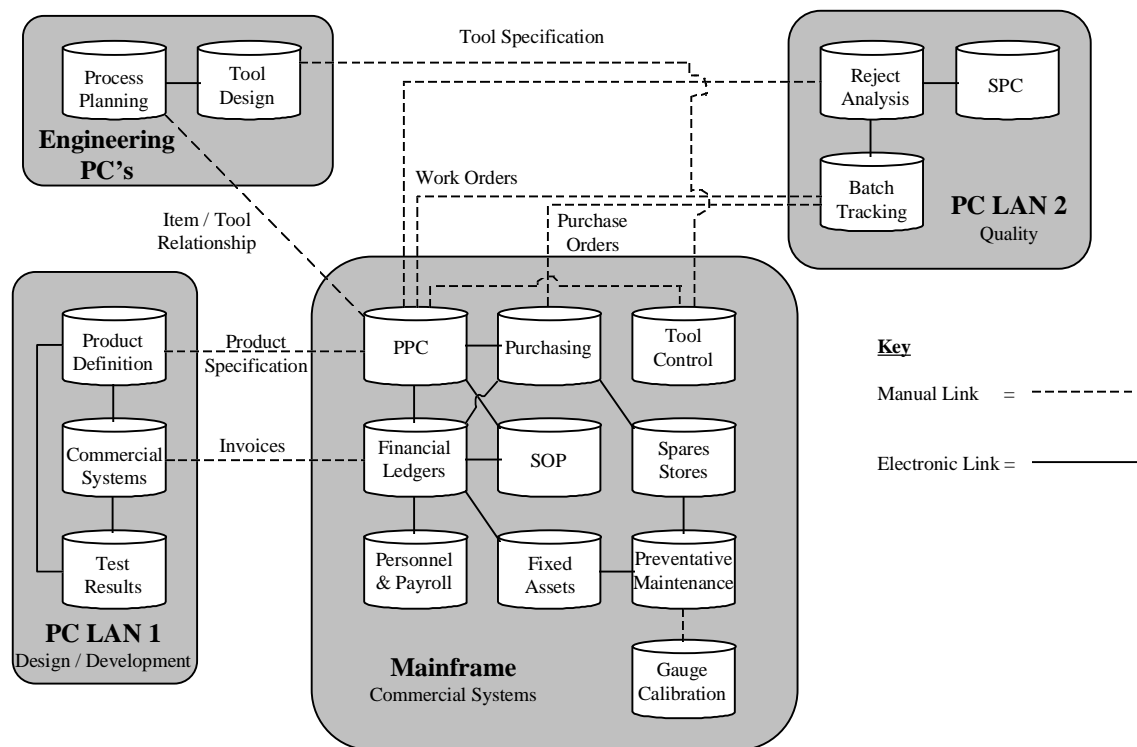 Tool Specification
Process
Planning
Tool
Design
Engineering
PC's
Reject
Analysis
SPC
Batch
Tracking
PC LAN 2
Quality
Work Orders
Purchase
Orders
Item / Tool
Relationship
Product
Definition
Commercial
Systems
Test
Results
PC LAN 1
Design / Development
Product
Specification
Invoices
PPC
Purchasing
Tool
Control
Financial
Ledgers
SOP
Spares
Stores
Personnel
& Payroll
Fixed
Assets
Preventative
Maintenance
Gauge
Calibration
Mainframe
Commercial Systems
Key
Manual Link =
Electronic Link =